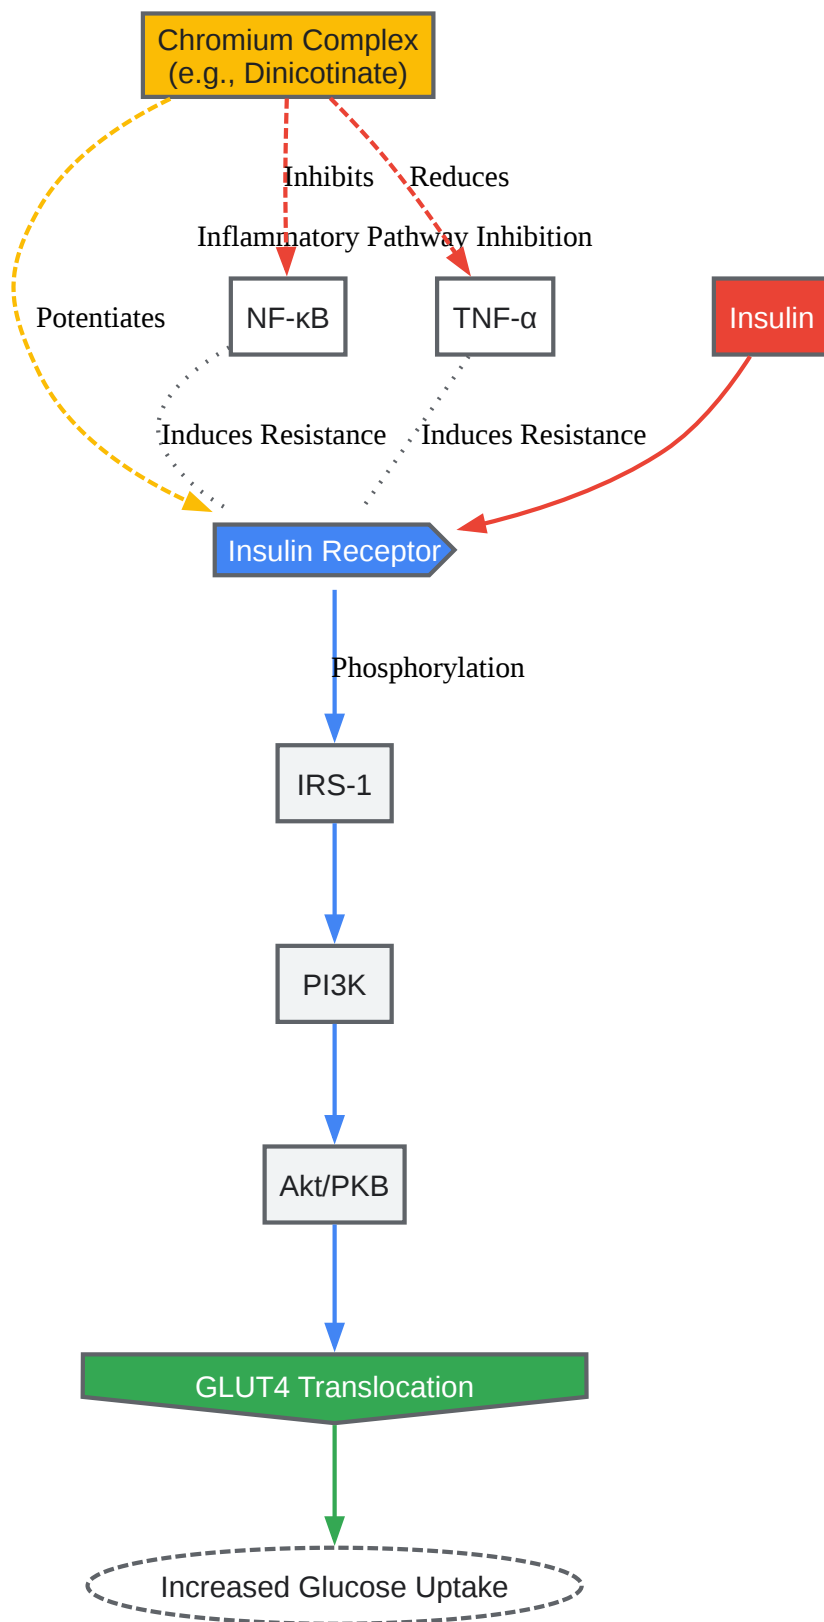 Chromium Complex
(e.g., Dinicotinate)
Inhibits
Reduces
Inflammatory Pathway Inhibition
Potentiates
NF-κB
TNF-α
Insulin
Induces Resistance
Induces Resistance
Insulin Receptor
Phosphorylation
IRS-1
PI3K
Akt/PKB
GLUT4 Translocation
Increased Glucose Uptake